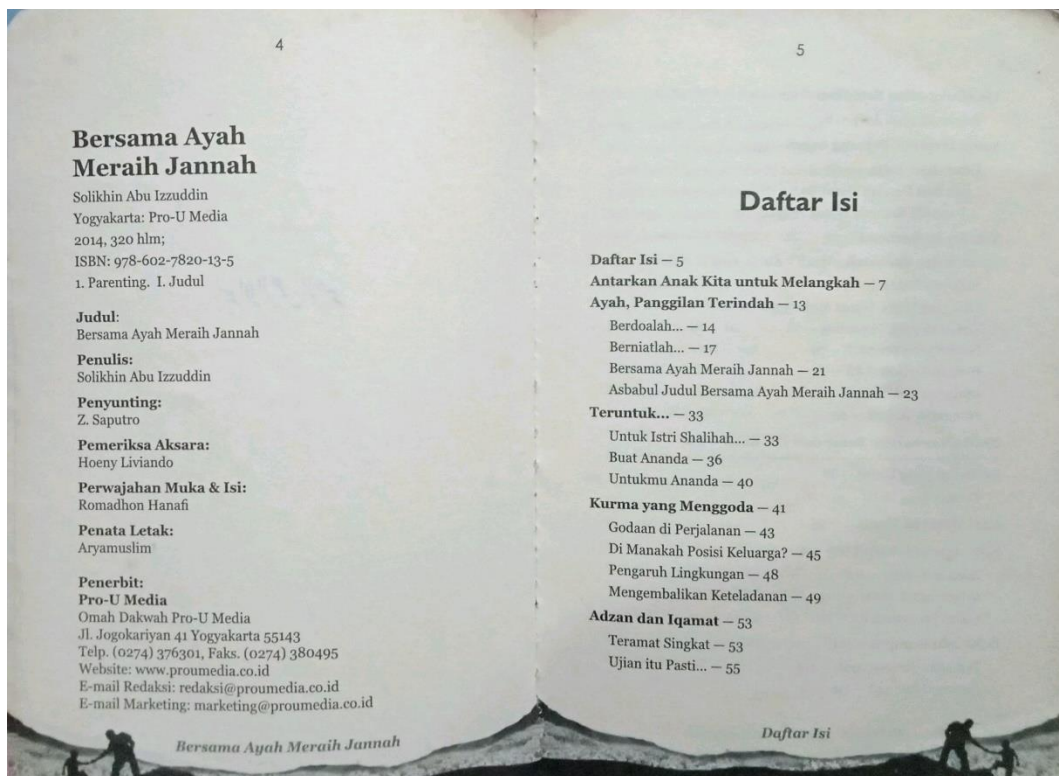 4
Bersama Ayah
Meraih Jannah
Solikhin Abu Izzuddin
Yogyakarta: Pro-U Media
2014, 320 hlm;
ISBN: 978-602-7820-13-5
1. Parenting. I. Judul
Judul:
Bersama Ayah Meraih Jannah
Penulis:
Solikhin Abu Izzuddin
Penyunting:
Z. Saputro
Pemeriksa Aksara:
Hoeny Liviando
Perwajahan Muka & Isi:
Romadhon Hanafi
Penata Letak:
Aryamuslim
Penerbit:
Pro-U Media
Omah Dakwah Pro-U Media
Jl. Jogokariyan 41 Yogyakarta 55143
Telp. (0274) 376301, Faks. (0274) 380495
Website: www.proumedia.co.id
E-mail Redaksi: redaksi@proumedia.co.id
E-mail Marketing: marketing@proumedia.co.id
Bersama Ayah Meraih Jannah
5
Daftar Isi
Daftar Isi — 5
Antarkan Anak Kita untuk Melangkah — 7
Ayah, Panggilan Terindah — 13
Berdoalah... — 14
Berniatlah... — 17
Bersama Ayah Meraih Jannah — 21
Asbabul Judul Bersama Ayah Meraih Jannah — 23
Teruntuk... — 33
Untuk Istri Shalihah... — 33
Buat Ananda — 36
Untukmu Ananda — 40
Kurma yang Menggoda — 41
Godaan di Perjalanan — 43
Di Manakah Posisi Keluarga? — 45
Pengaruh Lingkungan — 48
Mengembalikan Keteladanan — 49
Adzan dan Iqamat — 53
Teramat Singkat — 53
Ujian itu Pasti... — 55
Daftar Isi